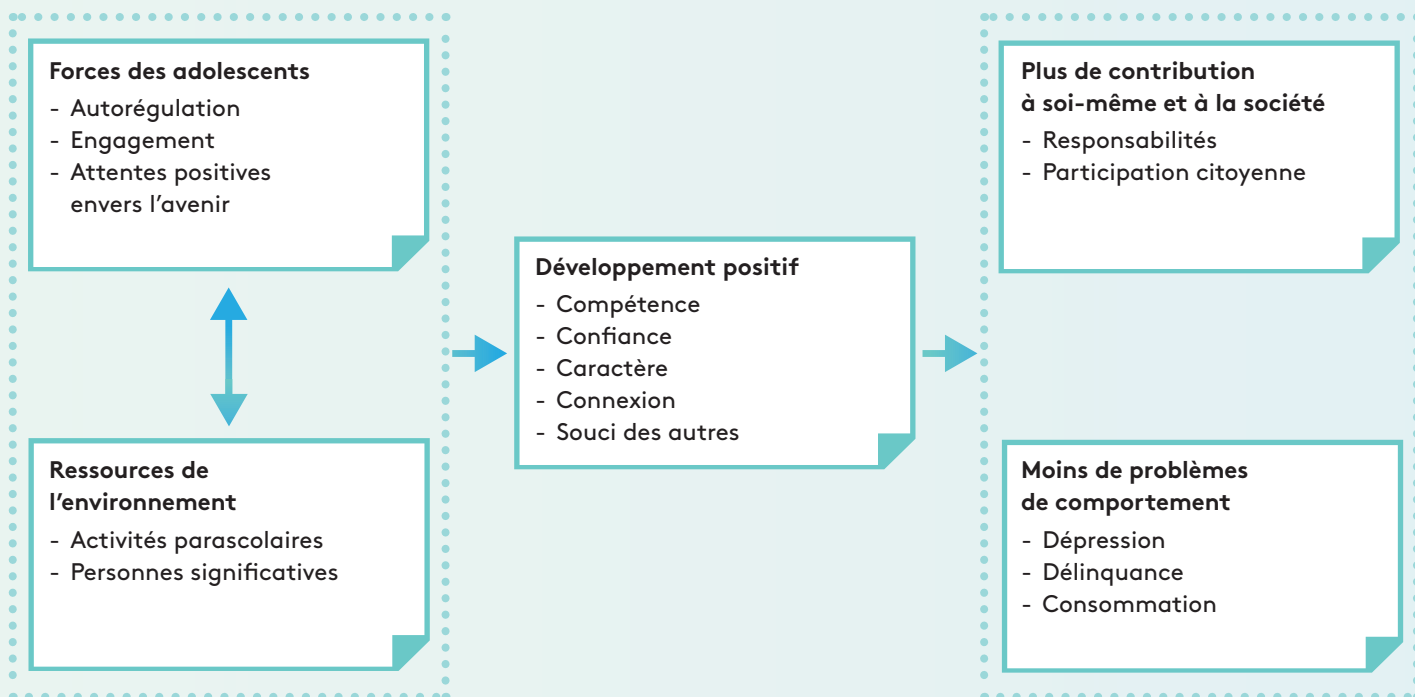 Forces des adolescents
- Autorégulation
- Engagement
- Attentes positives
envers l'avenir
Ressources de
l'environnement
- Activités parascolaires
- Personnes significatives
Développement positif
- Compétence
- Confiance
- Caractère
- Connexion
- Souci des autres
Plus de contribution
à soi-même et à la société
- Responsabilités
- Participation citoyenne
Moins de problèmes
de comportement
- Dépression
- Délinquance
- Consommation